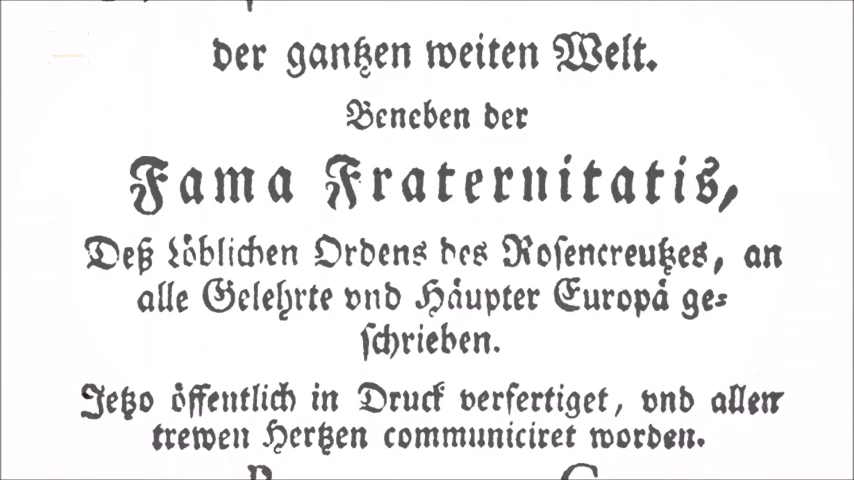 der gantzen weiten Welt.
Beneben der
Fama Fraternitatis,
Deß Löblichen Ordens des Rosencreutzes, an
alle Gelehrte vnd Häupter Europä ge⸗
schrieben.
Jetzo öffentlich in Druck verfertiget, vnd allen
trewen Hertzen communiciret worden.